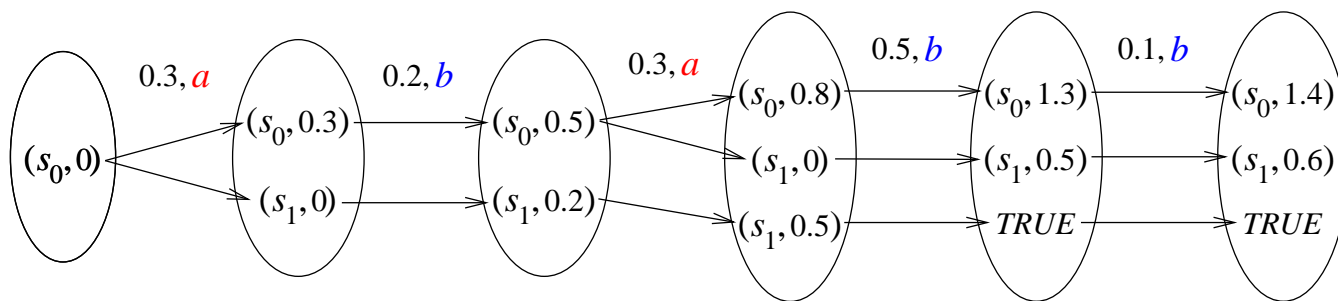 0.3, a 0.2, b 0.3, a 0.5, b 0.1, b
(s₀, 0) (s₀, 0.3) (s₀, 0.5) (s₀, 0.8) (s₀, 1.3) (s₀, 1.4)
(s₁, 0) (s₁, 0.5) (s₁, 0.6)
(s₁, 0) (s₁, 0.2) (s₁, 0.5) TRUE TRUE